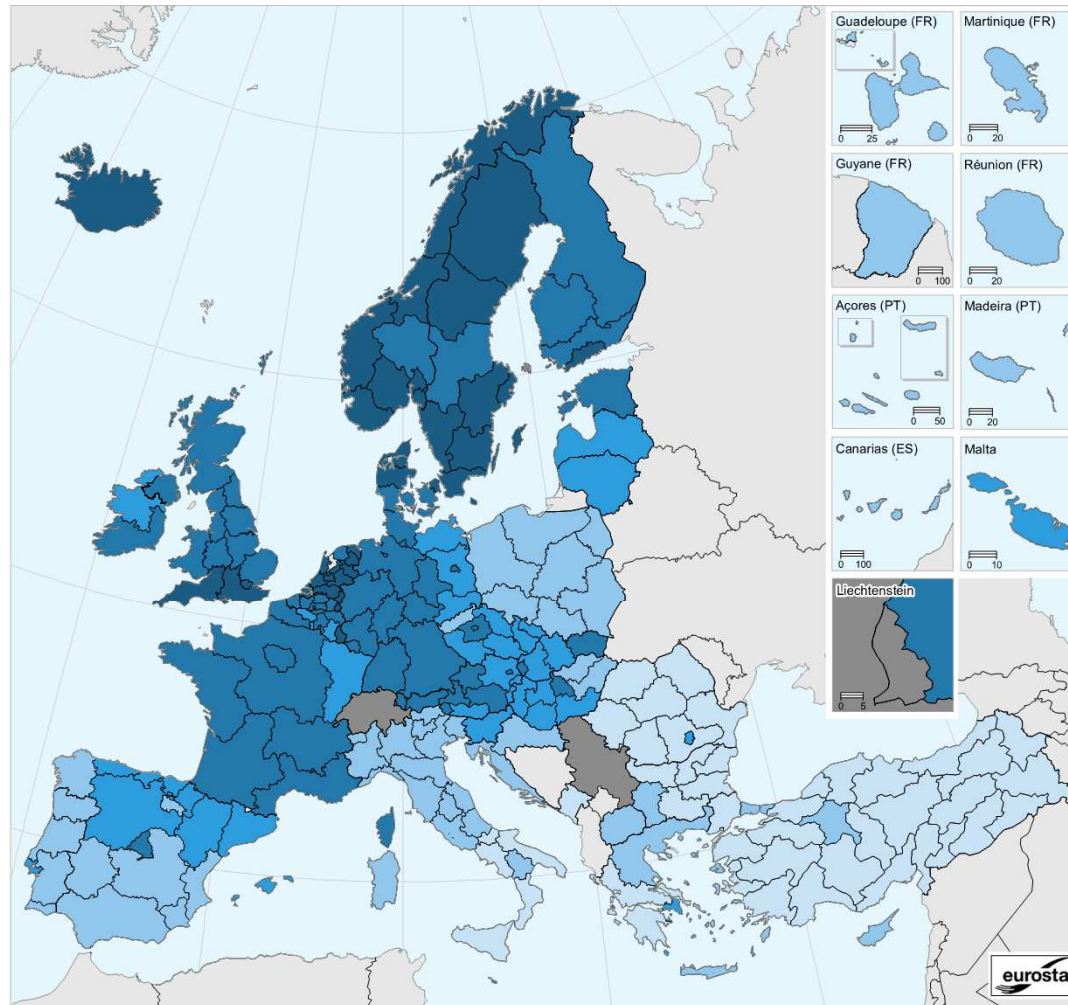 Guadeloupe (FR)
0 25
Martinique (FR)
0 20
Guyane (FR)
0 100
Réunion (FR)
0 20
Açores (PT)
0 50
Madeira (PT)
0 20
Canarias (ES)
0 100
Malta
0 10
Liechtenstein
0 5
eurosta